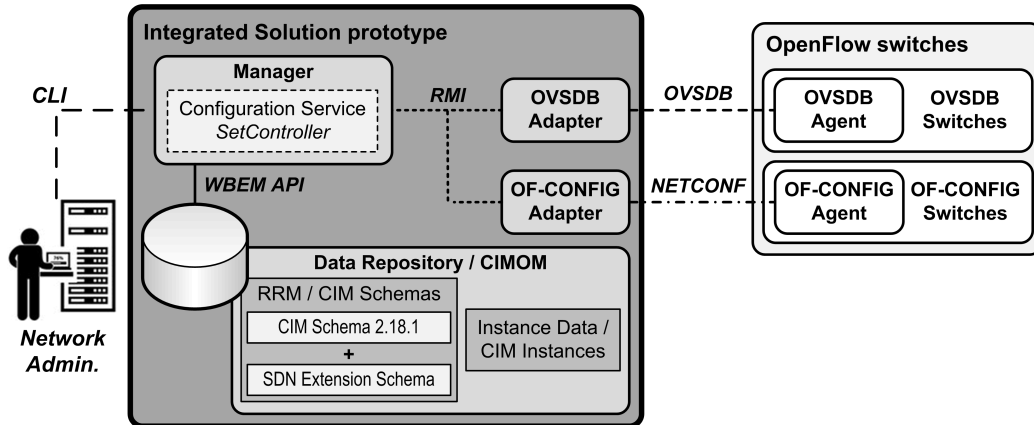 Integrated Solution prototype
Manager
Configuration Service
SetController
CLI
RMI
OVSDB
Adapter
OVSDB
OpenFlow switches
OVSDB
Agent
OVSDB
Switches
WBEM API
OF-CONFIG
Adapter
NETCONF
OF-CONFIG
Agent
OF-CONFIG
Switches
Network
Admin.
Data Repository / CIMOM
RRM / CIM Schemas
CIM Schema 2.18.1
+
SDN Extension Schema
Instance Data /
CIM Instances